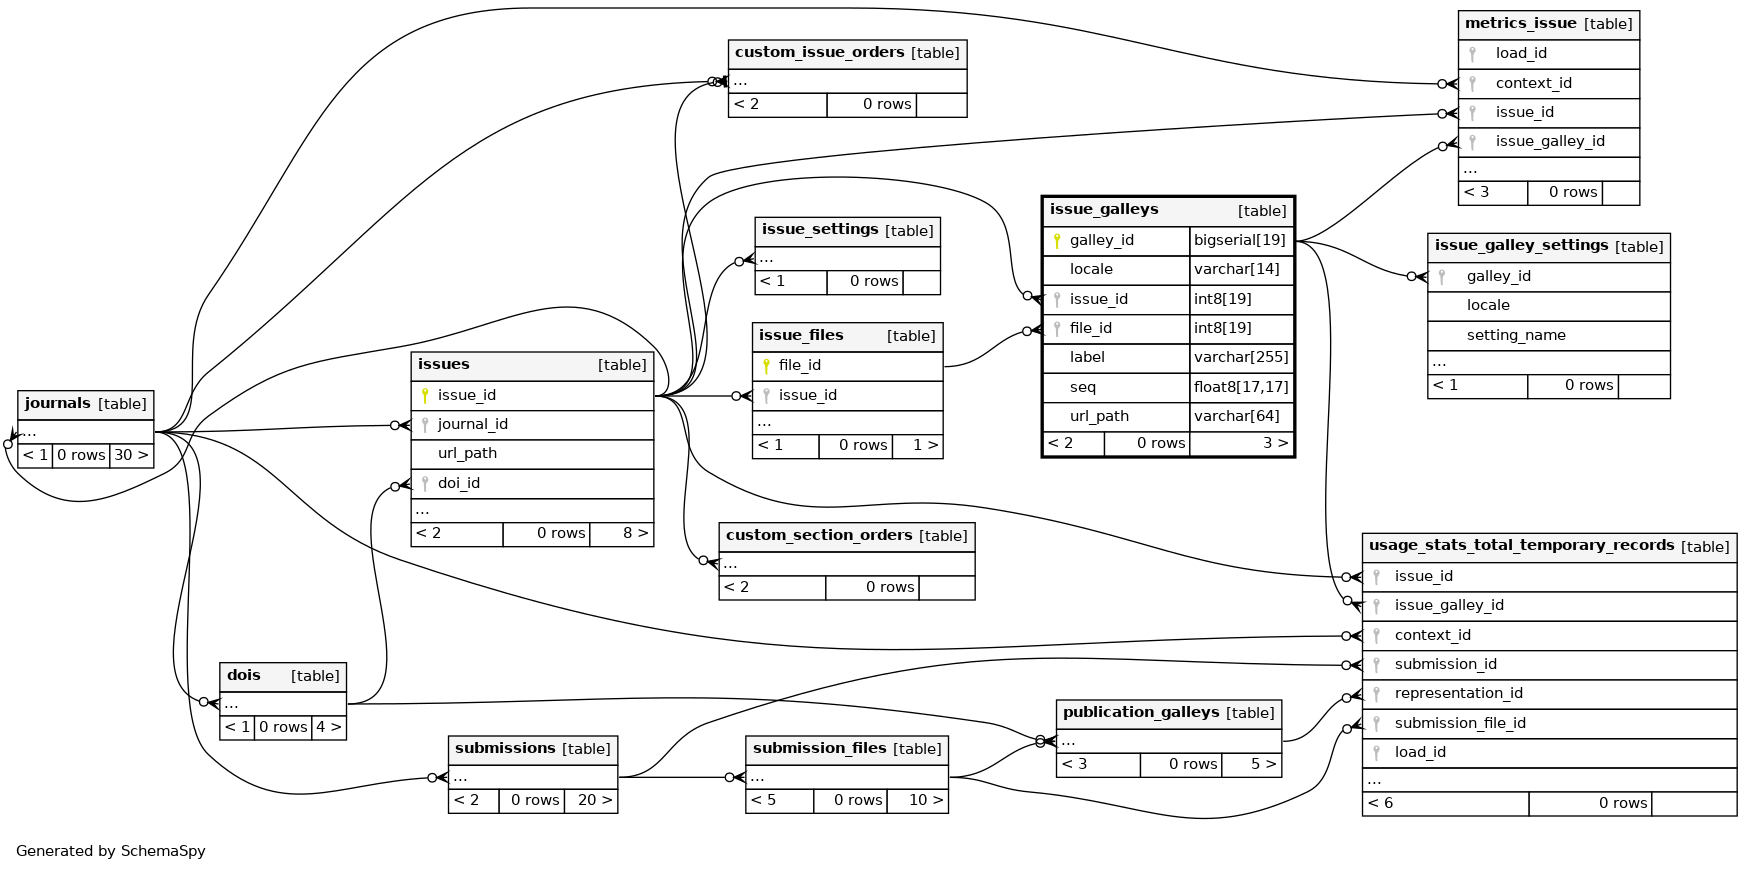 metrics_issue [table]
load_id
context_id
issue_id
issue_galley_id
...
< 3 0 rows
custom_issue_orders [table]
...
< 2 0 rows
issue_settings [table]
...
< 1 0 rows
issue_galleys [table]
galley_id bigserial[19]
locale varchar[14]
issue_id int8[19]
file_id int8[19]
label varchar[255]
seq float8[17,17]
url_path varchar[64]
< 2 0 rows 3 >
issue_galley_settings [table]
galley_id
locale
setting_name
...
< 1 0 rows
issue_files [table]
file_id
issue_id
...
< 1 0 rows 1 >
issues [table]
issue_id
journal_id
url_path
doi_id
...
< 2 0 rows 8 >
journals [table]
...
< 1 0 rows 30 >
custom_section_orders [table]
...
< 2 0 rows
usage_stats_total_temporary_records [table]
issue_id
issue_galley_id
context_id
submission_id
representation_id
submission_file_id
load_id
...
< 6 0 rows
dois [table]
...
< 1 0 rows 4 >
publication_galleys [table]
...
< 3 0 rows 5 >
submissions [table]
...
< 2 0 rows 20 >
submission_files [table]
...
< 5 0 rows 10 >
Generated by SchemaSpy